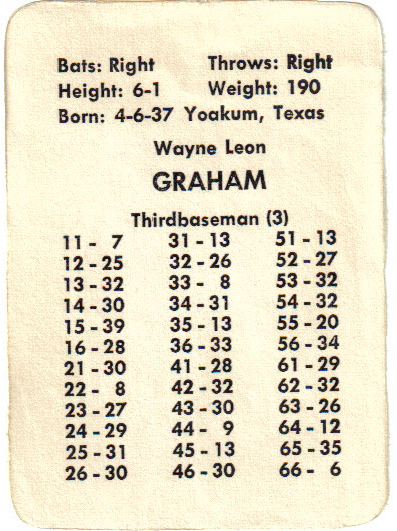 Bats: Right Throws: Right
Height: 6-1 Weight: 190
Born: 4-6-37 Yoakum, Texas
Wayne Leon
GRAHAM
Thirdbaseman (3)
11 - 7 31 - 13 51 - 13
12 - 25 32 - 26 52 - 27
13 - 32 33 - 8 53 - 32
14 - 30 34 - 31 54 - 32
15 - 39 35 - 13 55 - 20
16 - 28 36 - 33 56 - 34
21 - 30 41 - 28 61 - 29
22 - 8 42 - 32 62 - 32
23 - 27 43 - 30 63 - 26
24 - 29 44 - 9 64 - 12
25 - 31 45 - 13 65 - 35
26 - 30 46 - 30 66 - 6